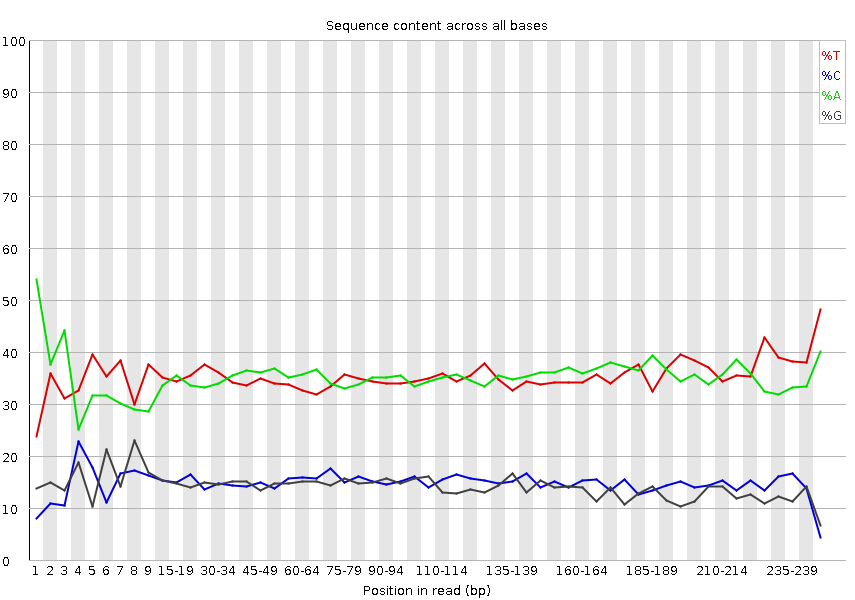 Sequence content across all bases
100
90
80
70
60
50
40
30
20
10
0
%T
%C
%A
%G
1 2 3 4 5 6 7 8 9 15-19 30-34 45-49 60-64 75-79 90-94 110-114 135-139 160-164 185-189 210-214 235-239
Position in read (bp)